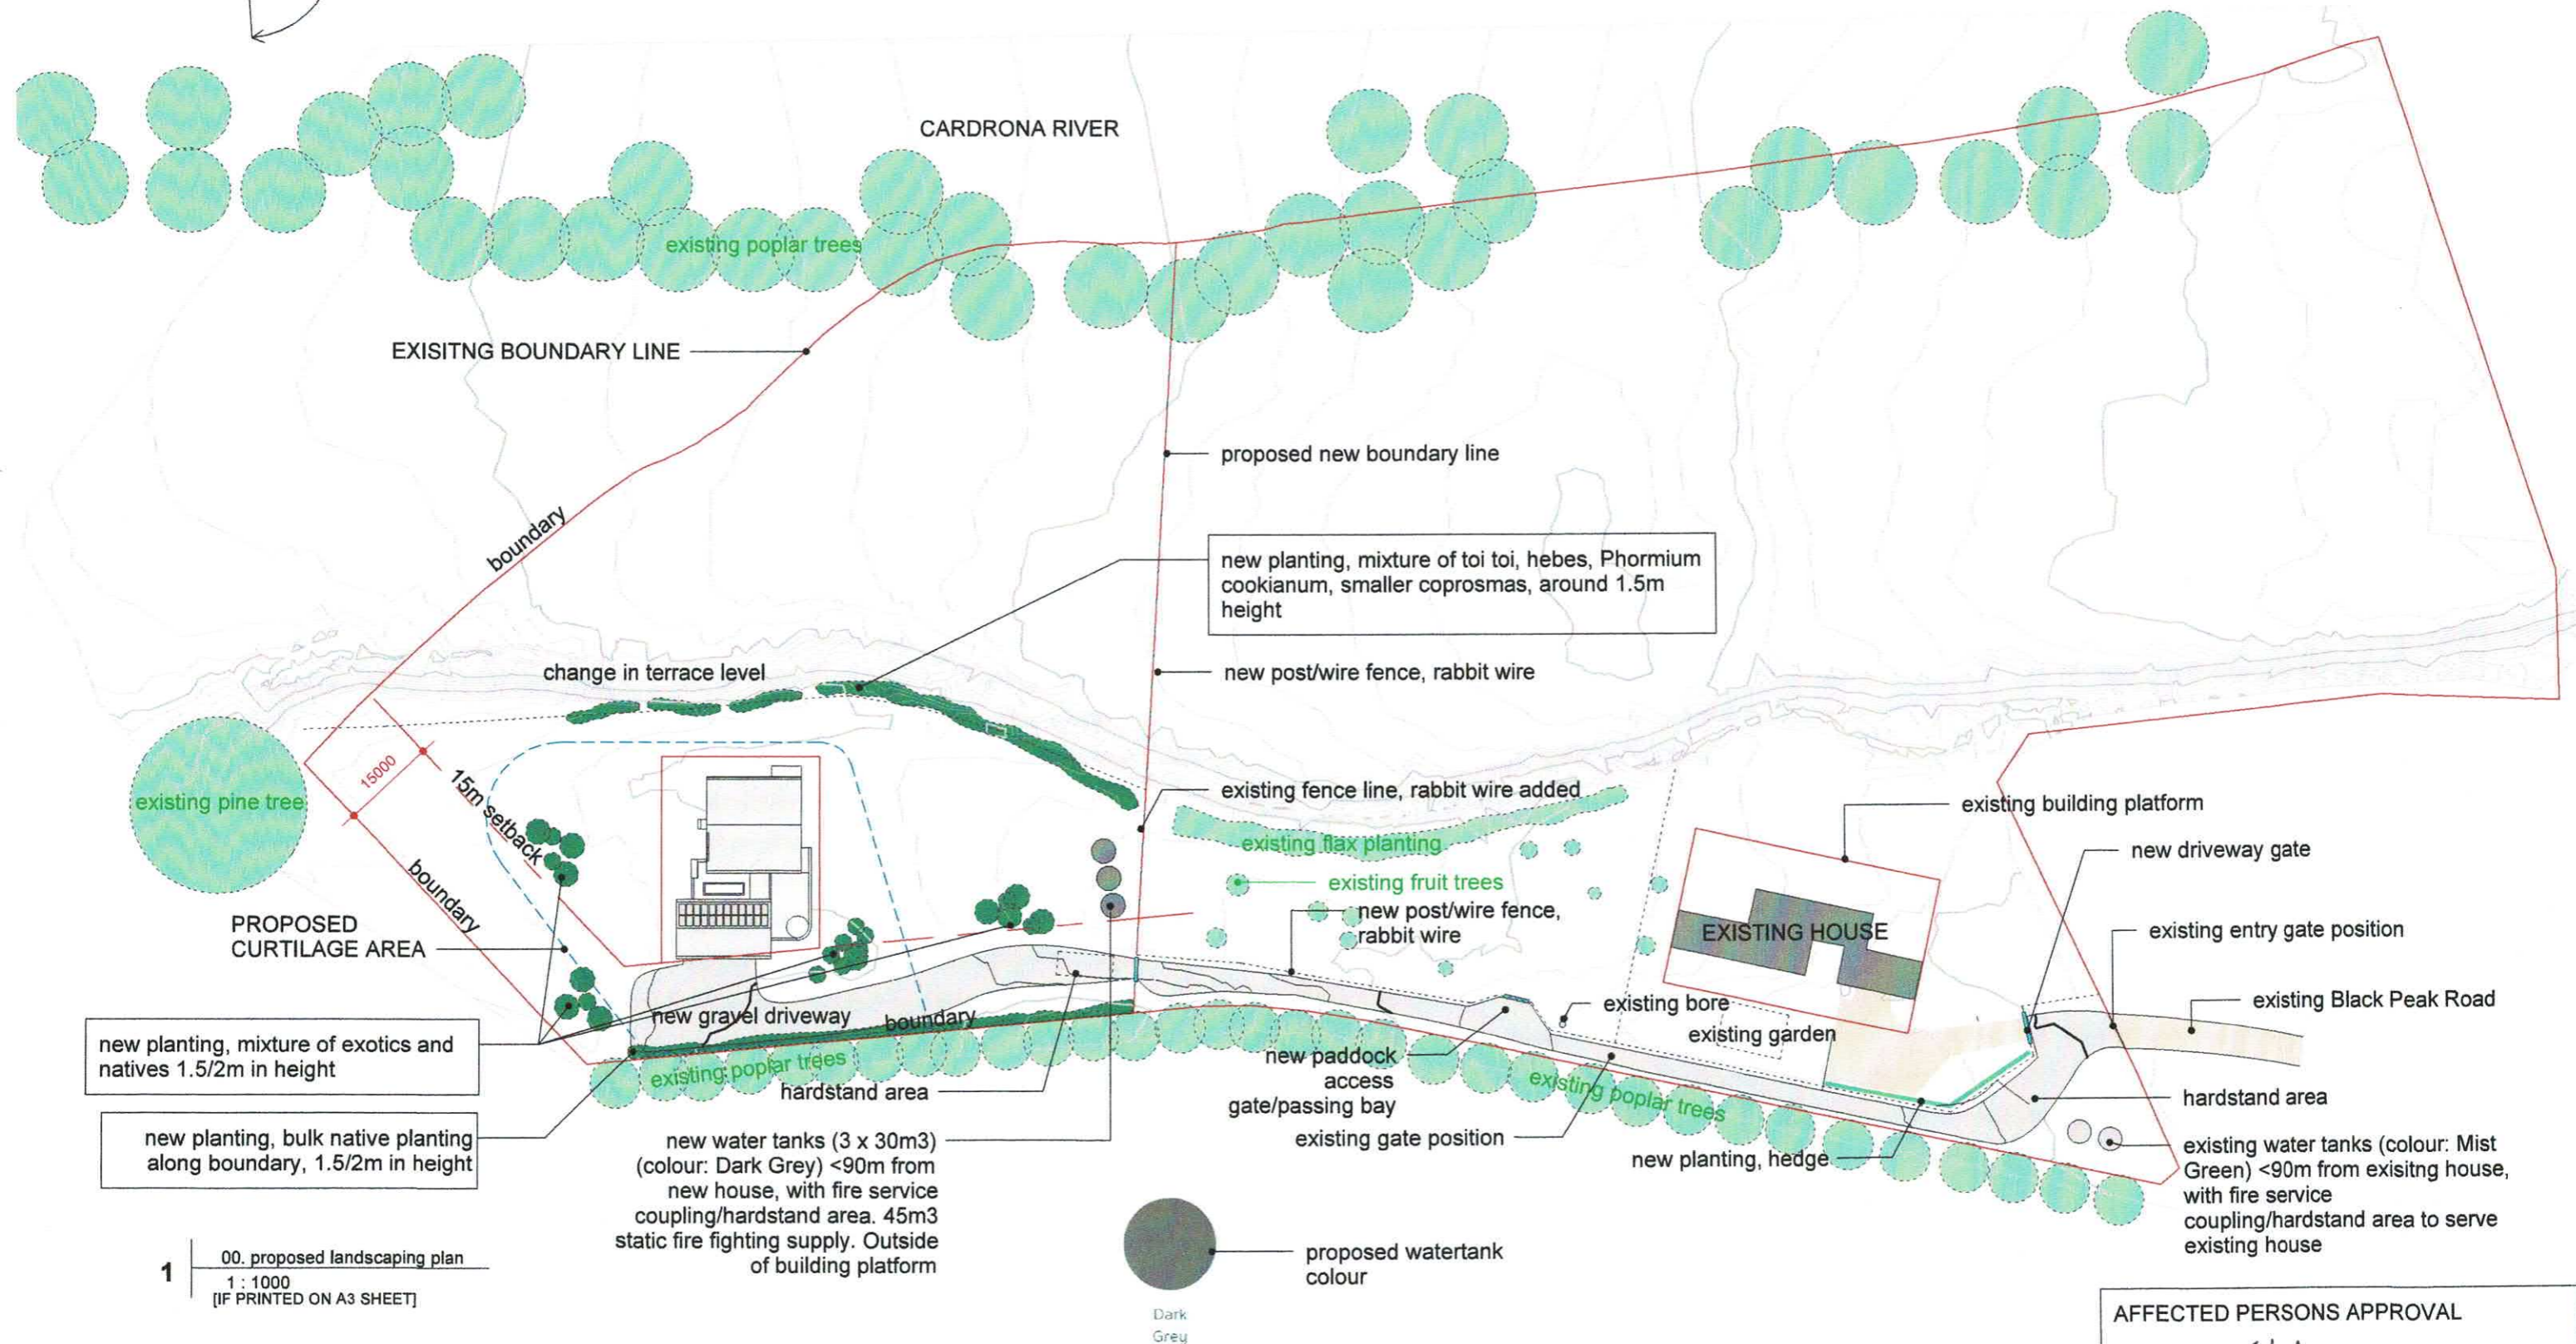 CARDRONA RIVER
existing poplar trees
EXISITNG BOUNDARY LINE
proposed new boundary line
boundary
new planting, mixture of toi toi, hebes, Phormium
cookianum, smaller coprosmas, around 1.5m
height
change in terrace level
new post/wire fence, rabbit wire
15000
15m setback
existing pine tree
existing fence line, rabbit wire added
existing building platform
existing flax planting
new driveway gate
existing fruit trees
boundary
new post/wire fence,
rabbit wire
PROPOSED
CURTILAGE AREA
EXISTING HOUSE
existing entry gate position
existing bore
existing Black Peak Road
new gravel driveway
boundary
existing garden
new planting, mixture of exotics and
natives 1.5/2m in height
existing poplar trees
hardstand area
new paddock
access
gate/passing bay
existing poplar trees
hardstand area
new planting, bulk native planting
along boundary, 1.5/2m in height
new water tanks (3 x 30m3)
(colour: Dark Grey) <90m from
new house, with fire service
coupling/hardstand area. 45m3
static fire fighting supply. Outside
of building platform
existing gate position
new planting, hedge
existing water tanks (colour: Mist
Green) <90m from exisitng house,
with fire service
coupling/hardstand area to serve
existing house
1
00. proposed landscaping plan
1 : 1000
[IF PRINTED ON A3 SHEET]
proposed watertank
colour
Dark
Grey
AFFECTED PERSONS APPROVAL